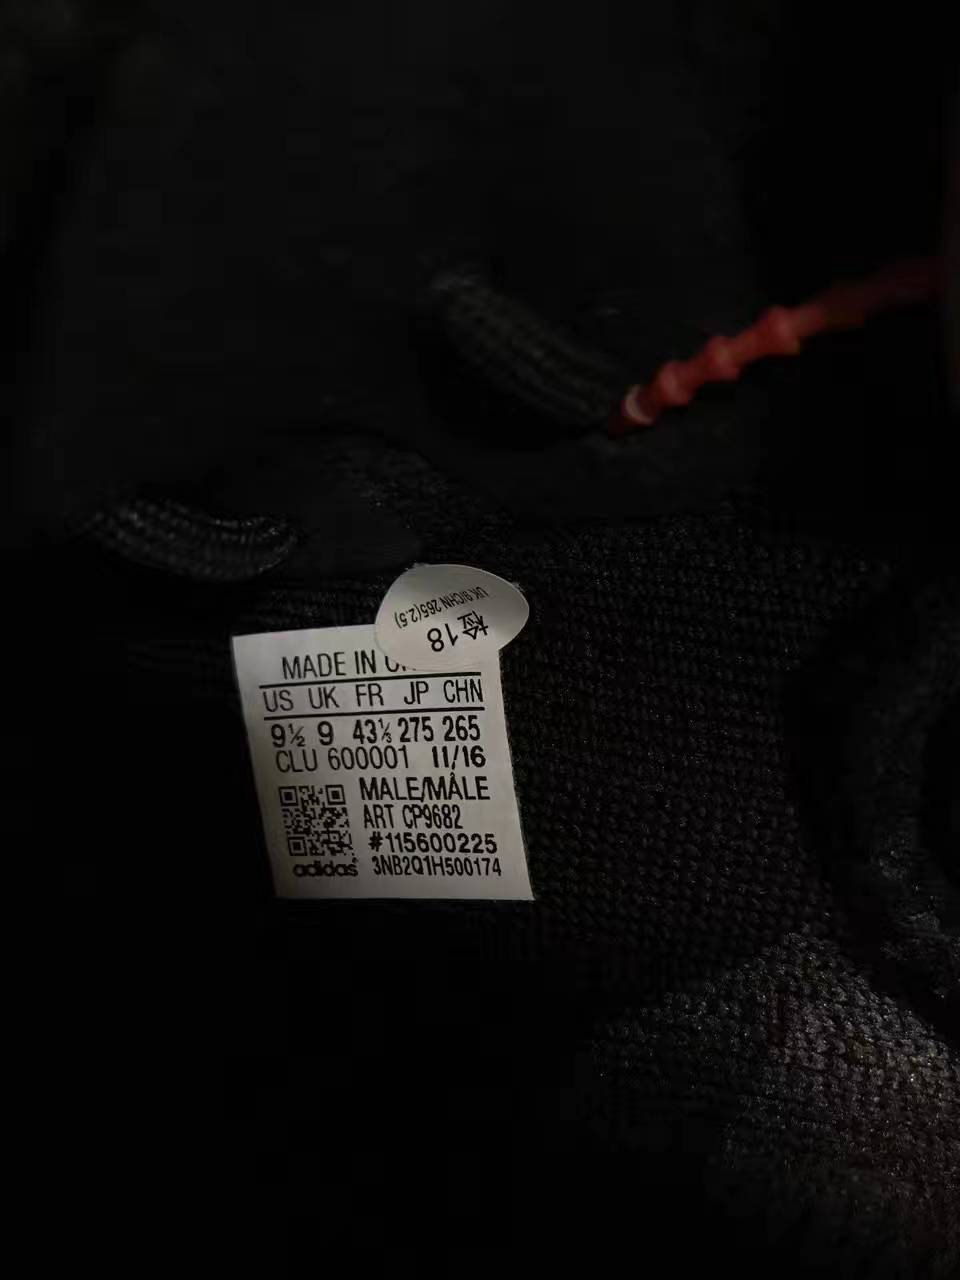 UK 9/CHN 265(2.5)
检18
MADE IN
US UK FR JP CHN
9½ 9 43⅓ 275 265
CLU 600001 11/16
MALE/MÂLE
ART CP9682
#115600225
adidas 3NB2Q1H500174